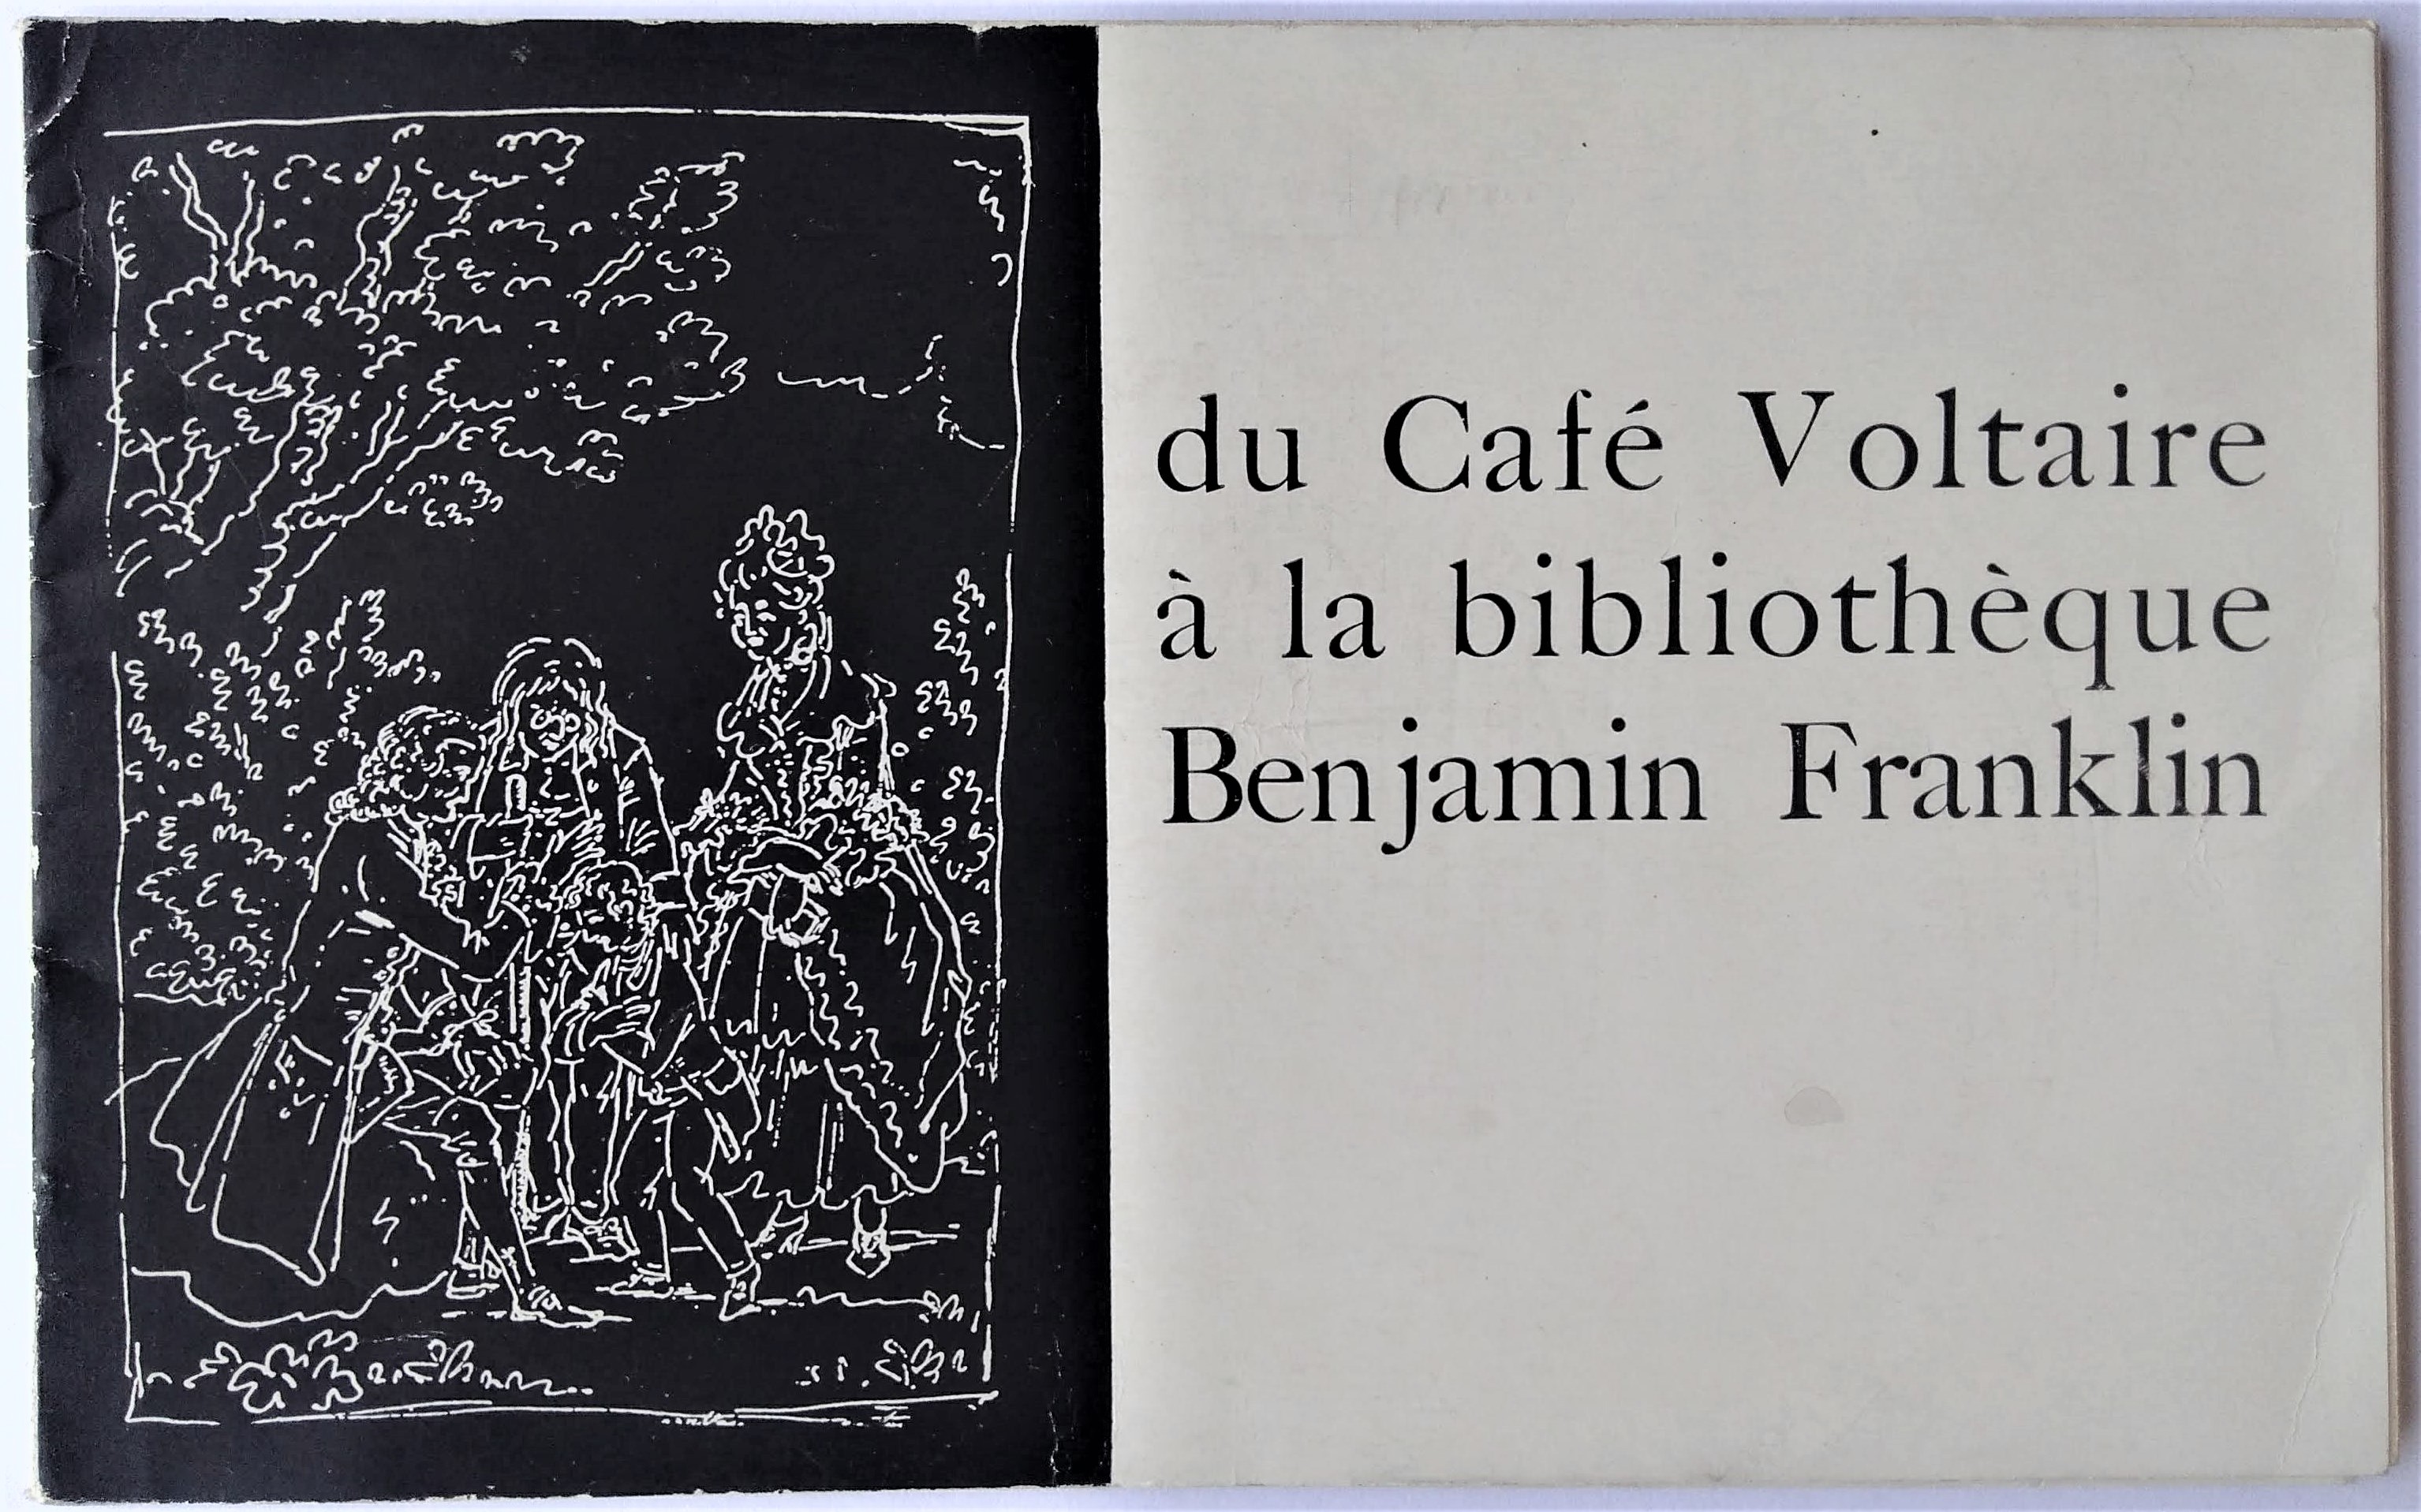 du Café Voltaire
à la bibliothèque
Benjamin Franklin